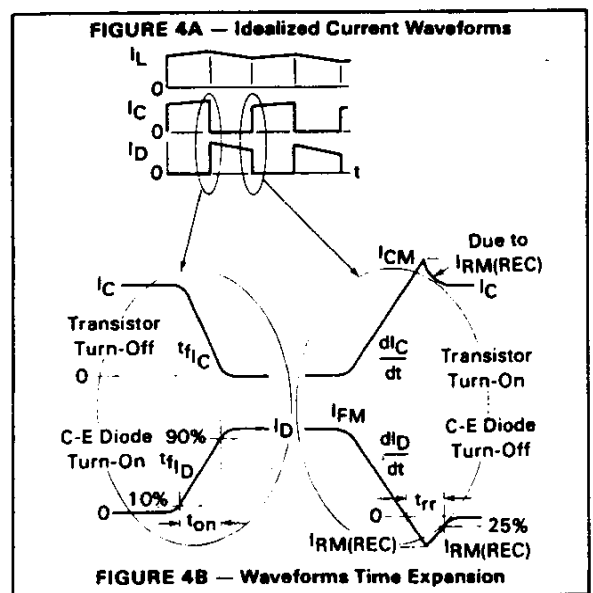 FIGURE 4A — Idealized Current Waveforms
IL
0
IC
0
ID
0
t
ICM
Due to
IRM(REC)
IC
IC
Transistor
Turn-Off
tfIC
0
dIC
dt
Transistor
Turn-On
C-E Diode
Turn-On
90%
tfID
ID
10%
0
ton
IFM
dID
dt
C-E Diode
Turn-Off
trr
0
25%
IRM(REC)
IRM(REC)
FIGURE 4B — Waveforms Time Expansion